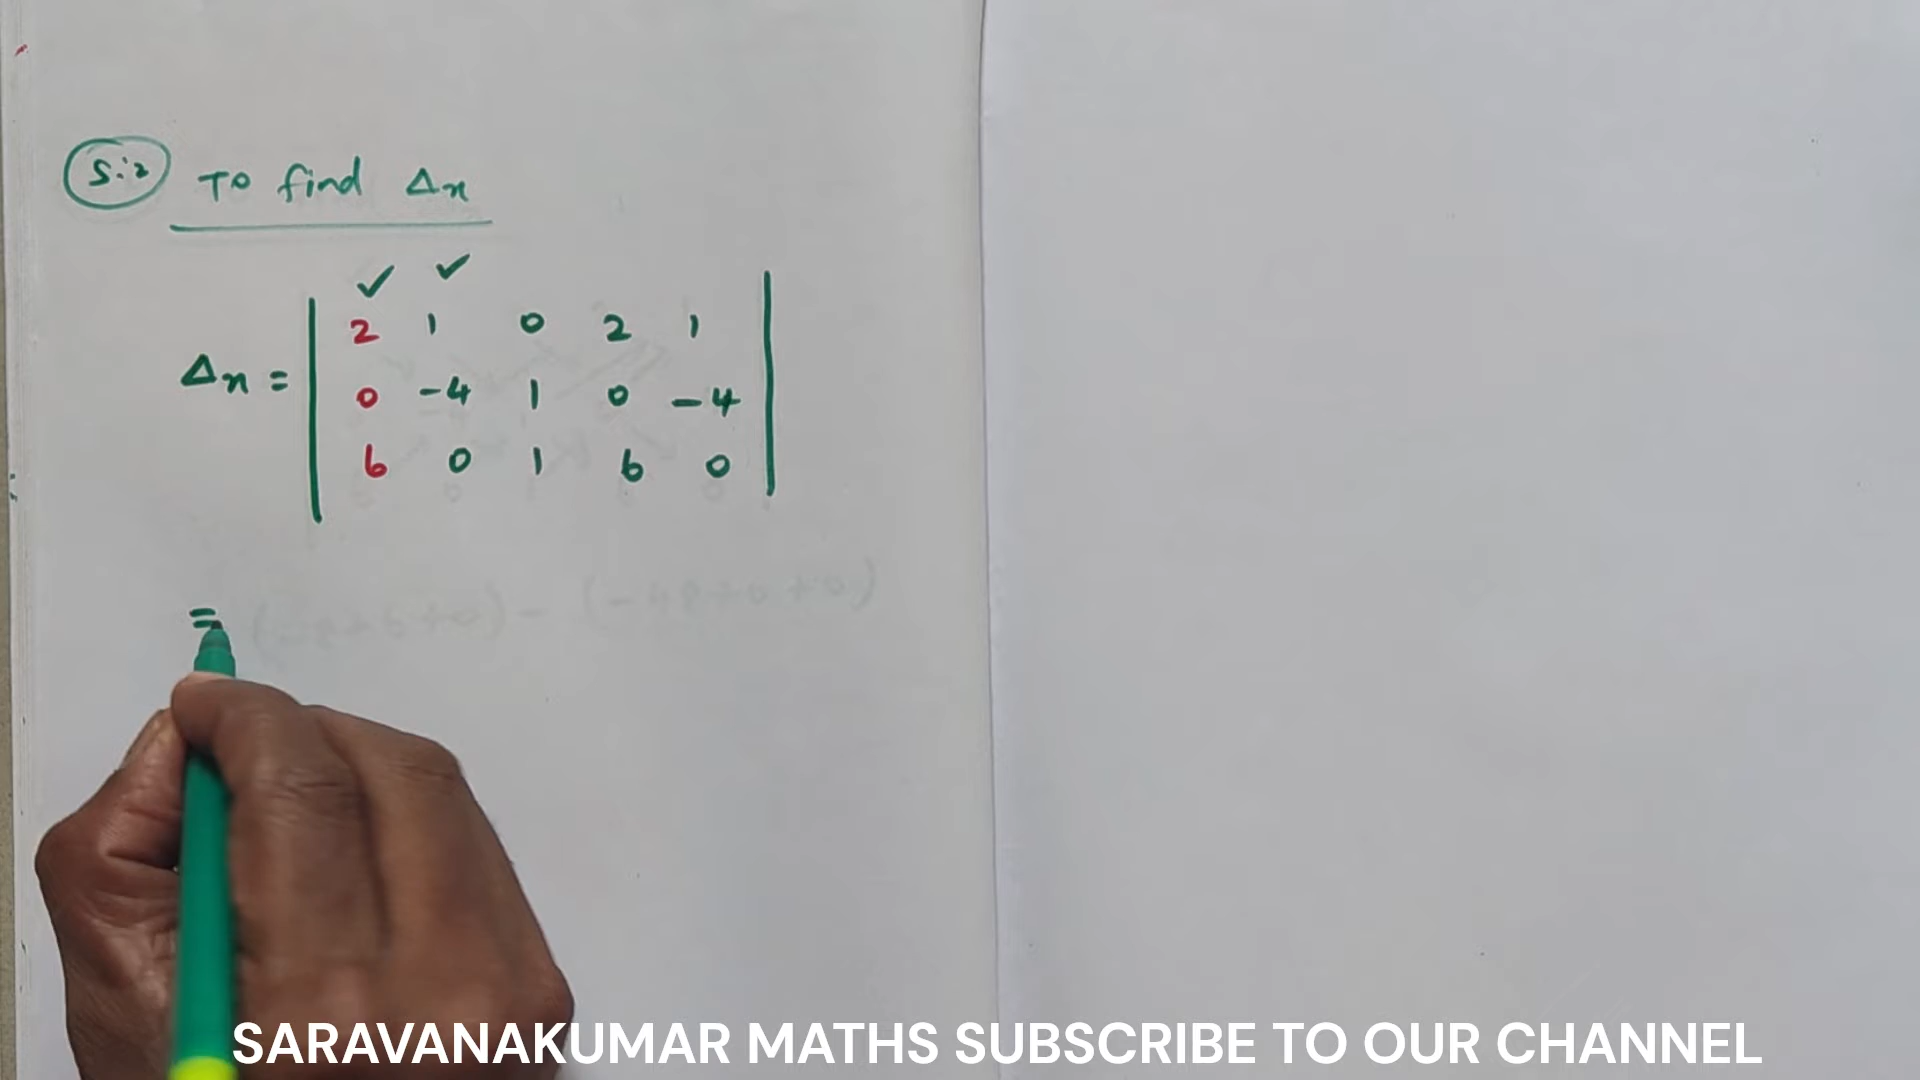 S:2 To find Δx
✓ ✓
2 1 0 2 1
Δx = 0 -4 1 0 -4
6 0 1 6 0
=
SARAVANAKUMAR MATHS SUBSCRIBE TO OUR CHANNEL